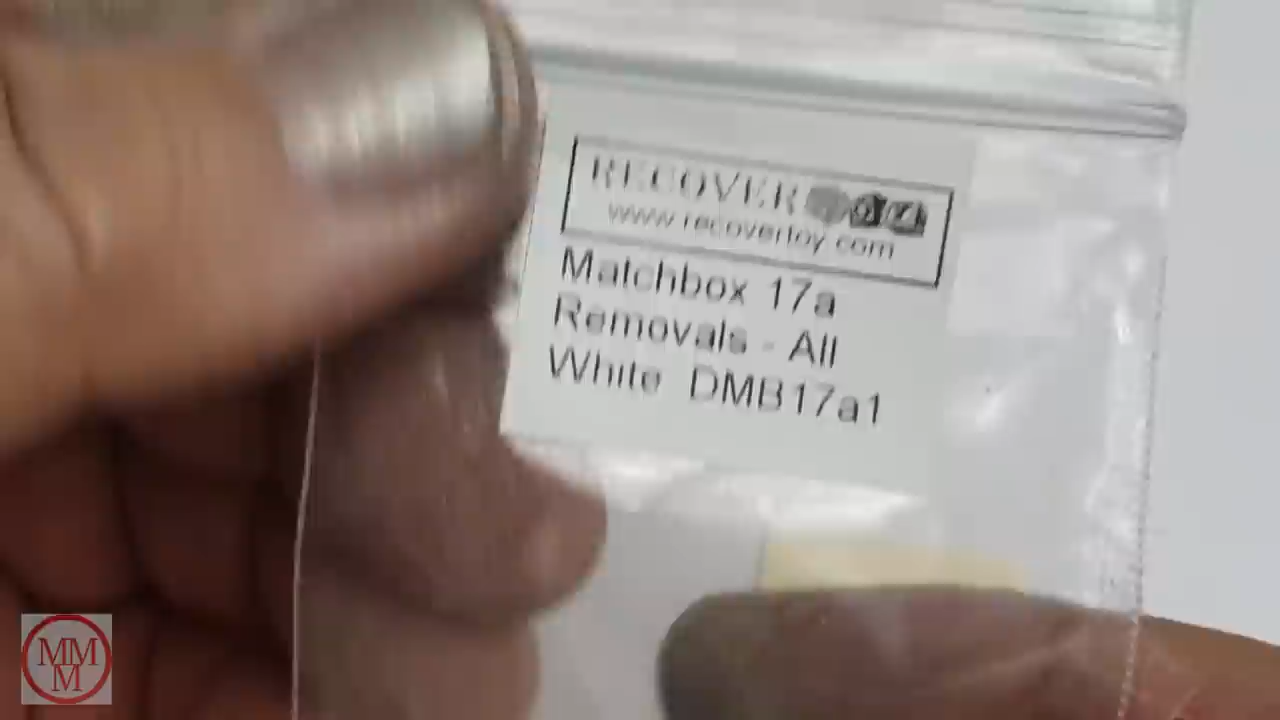 RECOVER
www.recovertoy.com
Matchbox 17a
Removals - All
White DMB17a1
MMM